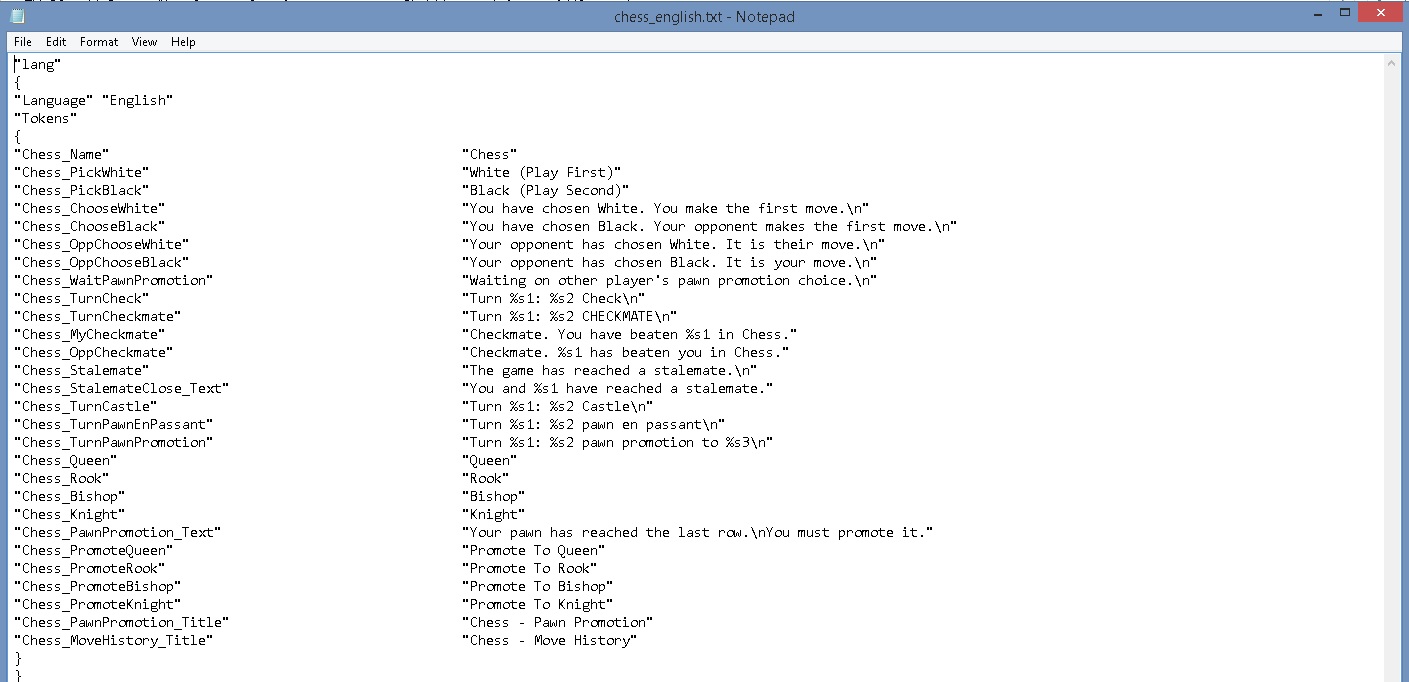 chess_english.txt - Notepad
File Edit Format View Help
"lang"
{
"Language" "English"
"Tokens"
{
"Chess_Name" "Chess"
"Chess_PickWhite" "White (Play First)"
"Chess_PickBlack" "Black (Play Second)"
"Chess_ChooseWhite" "You have chosen White. You make the first move.\n"
"Chess_ChooseBlack" "You have chosen Black. Your opponent makes the first move.\n"
"Chess_OppChooseWhite" "Your opponent has chosen White. It is their move.\n"
"Chess_OppChooseBlack" "Your opponent has chosen Black. It is your move.\n"
"Chess_WaitPawnPromotion" "Waiting on other player's pawn promotion choice.\n"
"Chess_TurnCheck" "Turn %s1: %s2 Check\n"
"Chess_TurnCheckmate" "Turn %s1: %s2 CHECKMATE\n"
"Chess_MyCheckmate" "Checkmate. You have beaten %s1 in Chess."
"Chess_OppCheckmate" "Checkmate. %s1 has beaten you in Chess."
"Chess_Stalemate" "The game has reached a stalemate.\n"
"Chess_StalemateClose_Text" "You and %s1 have reached a stalemate."
"Chess_TurnCastle" "Turn %s1: %s2 Castle\n"
"Chess_TurnPawnEnPassant" "Turn %s1: %s2 pawn en passant\n"
"Chess_TurnPawnPromotion" "Turn %s1: %s2 pawn promotion to %s3\n"
"Chess_Queen" "Queen"
"Chess_Rook" "Rook"
"Chess_Bishop" "Bishop"
"Chess_Knight" "Knight"
"Chess_PawnPromotion_Text" "Your pawn has reached the last row.\nYou must promote it."
"Chess_PromoteQueen" "Promote To Queen"
"Chess_PromoteRook" "Promote To Rook"
"Chess_PromoteBishop" "Promote To Bishop"
"Chess_PromoteKnight" "Promote To Knight"
"Chess_PawnPromotion_Title" "Chess - Pawn Promotion"
"Chess_MoveHistory_Title" "Chess - Move History"
}
}